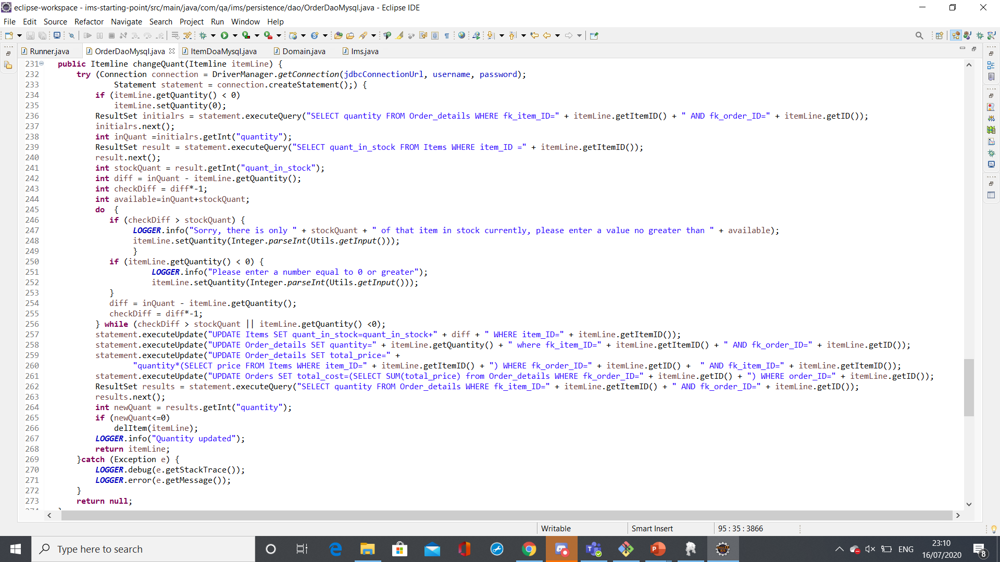 eclipse-workspace - ims-starting-point/src/main/java/com/qa/ims/persistence/dao/OrderDaoMysql.java - Eclipse IDE
File Edit Source Refactor Navigate Search Project Run Window Help
Runner.java OrderDaoMysql.java ItemDoaMysql.java Domain.java Ims.java
231 public Itemline changeQuant(Itemline itemLine) {
232 try (Connection connection = DriverManager.getConnection(jdbcConnectionUrl, username, password);
233 Statement statement = connection.createStatement();) {
234 if (itemLine.getQuantity() < 0)
235 itemLine.setQuantity(0);
236 ResultSet initialrs = statement.executeQuery("SELECT quantity FROM Order_details WHERE fk_item_ID=" + itemLine.getItemID() + " AND fk_order_ID=" + itemLine.getID());
237 initialrs.next();
238 int inQuant =initialrs.getInt("quantity");
239 ResultSet result = statement.executeQuery("SELECT quant_in_stock FROM Items WHERE item_ID =" + itemLine.getItemID());
240 result.next();
241 int stockQuant = result.getInt("quant_in_stock");
242 int diff = inQuant - itemLine.getQuantity();
243 int checkDiff = diff*-1;
244 int available=inQuant+stockQuant;
245 do {
246 if (checkDiff > stockQuant) {
247 LOGGER.info("Sorry, there is only " + stockQuant + " of that item in stock currently, please enter a value no greater than " + available);
248 itemLine.setQuantity(Integer.parseInt(Utils.getInput()));
249 }
250 if (itemLine.getQuantity() < 0) {
251 LOGGER.info("Please enter a number equal to 0 or greater");
252 itemLine.setQuantity(Integer.parseInt(Utils.getInput()));
253 }
254 diff = inQuant - itemLine.getQuantity();
255 checkDiff = diff*-1;
256 } while (checkDiff > stockQuant || itemLine.getQuantity() <0);
257 statement.executeUpdate("UPDATE Items SET quant_in_stock=quant_in_stock+" + diff + " WHERE item_ID=" + itemLine.getItemID());
258 statement.executeUpdate("UPDATE Order_details SET quantity=" + itemLine.getQuantity() + " where fk_item_ID=" + itemLine.getItemID() + " AND fk_order_ID=" + itemLine.getID());
259 statement.executeUpdate("UPDATE Order_details SET total_price=" +
260 "quantity*(SELECT price FROM Items WHERE item_ID=" + itemLine.getItemID() + ") WHERE fk_order_ID=" + itemLine.getID() + " AND fk_item_ID=" + itemLine.getItemID());
261 statement.executeUpdate("UPDATE Orders SET total_cost=(SELECT SUM(total_price) from Order_details WHERE fk_order_ID=" + itemLine.getID() + ") WHERE order_ID=" + itemLine.getID());
262 ResultSet results = statement.executeQuery("SELECT quantity FROM Order_details WHERE fk_item_ID=" + itemLine.getItemID() + " AND fk_order_ID=" + itemLine.getID());
263 results.next();
264 int newQuant = results.getInt("quantity");
265 if (newQuant<=0)
266 delItem(itemLine);
267 LOGGER.info("Quantity updated");
268 return itemLine;
269 }catch (Exception e) {
270 LOGGER.debug(e.getStackTrace());
271 LOGGER.error(e.getMessage());
272 }
273 return null;
Writable Smart Insert 95 : 35 : 3866
Type here to search
ENG
23:10
16/07/2020
8